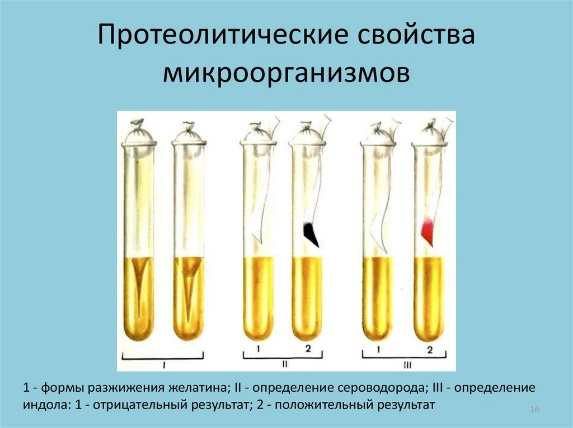 Протеолитические свойства
микроорганизмов
1 2 1 2
I II III
1 - формы разжижения желатина; II - определение сероводорода; III - определение
индола: 1 - отрицательный результат; 2 - положительный результат
16